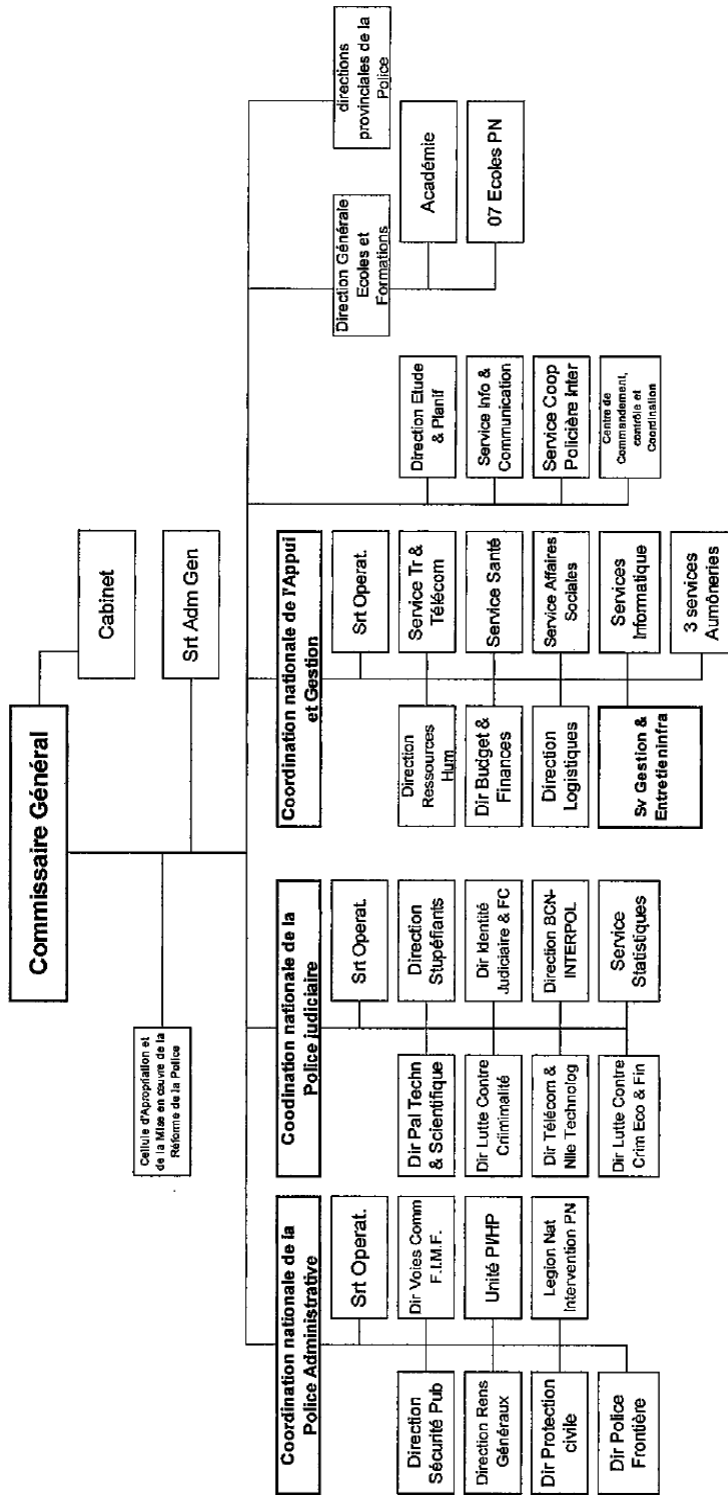 Commissaire Général
Cabinet
Srt Adm Gen
Cellule d'Apropriation et
de la Mise en œuvre de la
Réforme de la Police
Coordination nationale de la
Police Administrative
Srt Operat.
Direction
Sécurité Pub
Dir Voies Comm
F.I.M.F.
Direction Rens
Généraux
Unité PI/HP
Dir Protection
civile
Legion Nat
Intervention PN
Dir Police
Frontière
Coodination nationale de la
Police judiciaire
Srt Operat.
Dir Pal Techn
& Scientifique
Direction
Stupéfiants
Dir Lutte Contre
Criimimalité
Dir Identité
Judiciaire & FC
Dir Télécom &
Nlle Technolog
Direction BCN-
INTERPOL
Dir Lutte Contre
Crim Eco & Fin
Service
Statistiques
Coordination nationale de l'Appui
et Gestion
Srt Operat.
Direction
Ressources
Hum
Service Tr &
Télécom
Dir Budget &
Finances
Service Santé
Direction
Logistiques
Service Affaires
Sociales
Sv Gestion &
Entretieninfra
Services
Informatique
3 services
Aumôneries
Direction Etude
& Planif
Service Info &
Communication
Service Coop
Policière Inter
Centre de
Commandement,
contrôle et
Coordination
Direction Générale
Ecoles et
Formations
Académie
07 Ecoles PN
directions
provinciales de la
Police